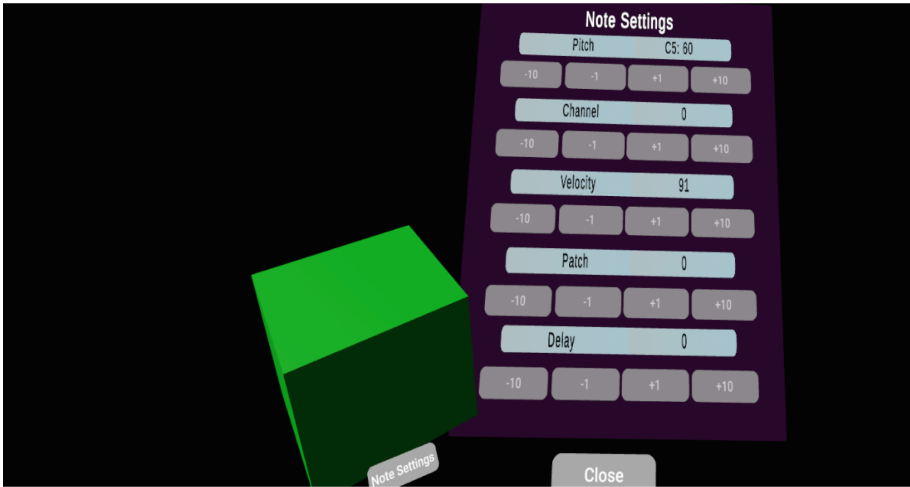 Note Settings
Pitch C5: 60
-10 -1 +1 +10
Channel 0
-10 -1 +1 +10
Velocity 91
-10 -1 +1 +10
Patch 0
-10 -1 +1 +10
Delay 0
-10 -1 +1 +10
Note Settings
Close